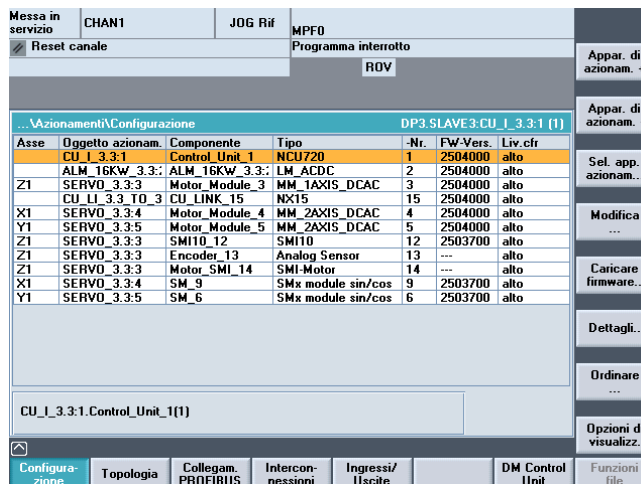 Messa in
servizio
CHAN1
JOG Rif
MPF0
Reset canale
Programma interrotto
ROV
...\Azionamenti\Configurazione DP3.SLAVE3:CU_I_3.3:1 (1)
Asse Oggetto azionam. Componente Tipo -Nr. FW-Vers. Liv.cfr
CU_I_3.3:1 Control_Unit_1 NCU720 1 2504000 alto
ALM_16KW_3.3:2 ALM_16KW_3.3:2 LM_ACDC 2 2504000 alto
Z1 SERVO_3.3:3 Motor_Module_3 MM_1AXIS_DCAC 3 2504000 alto
CU_LI_3.3_TO_3 CU_LINK_15 NX15 15 2504000 alto
X1 SERVO_3.3:4 Motor_Module_4 MM_2AXIS_DCAC 4 2504000 alto
Y1 SERVO_3.3:5 Motor_Module_5 MM_2AXIS_DCAC 5 2504000 alto
Z1 SERVO_3.3:3 SMI10_12 SMI10 12 2503700 alto
Z1 SERVO_3.3:3 Encoder_13 Analog Sensor 13 --- alto
Z1 SERVO_3.3:3 Motor_SMI_14 SMI-Motor 14 --- alto
X1 SERVO_3.3:4 SM_9 SMx module sin/cos 9 2503700 alto
Y1 SERVO_3.3:5 SM_6 SMx module sin/cos 6 2503700 alto
CU_I_3.3:1.Control_Unit_1(1)
Appar. di
azionam.
Appar. di
azionam.
Sel. app.
azionam..
Modifica
...
Caricare
firmware..
Dettagli..
Ordinare
...
Opzioni d
visualizz.
Configura-
zione
Topologia
Collegam.
PROFIBUS
Intercon-
nessioni
Ingressi/
Uscite
DM Control
Unit
Funzioni
file